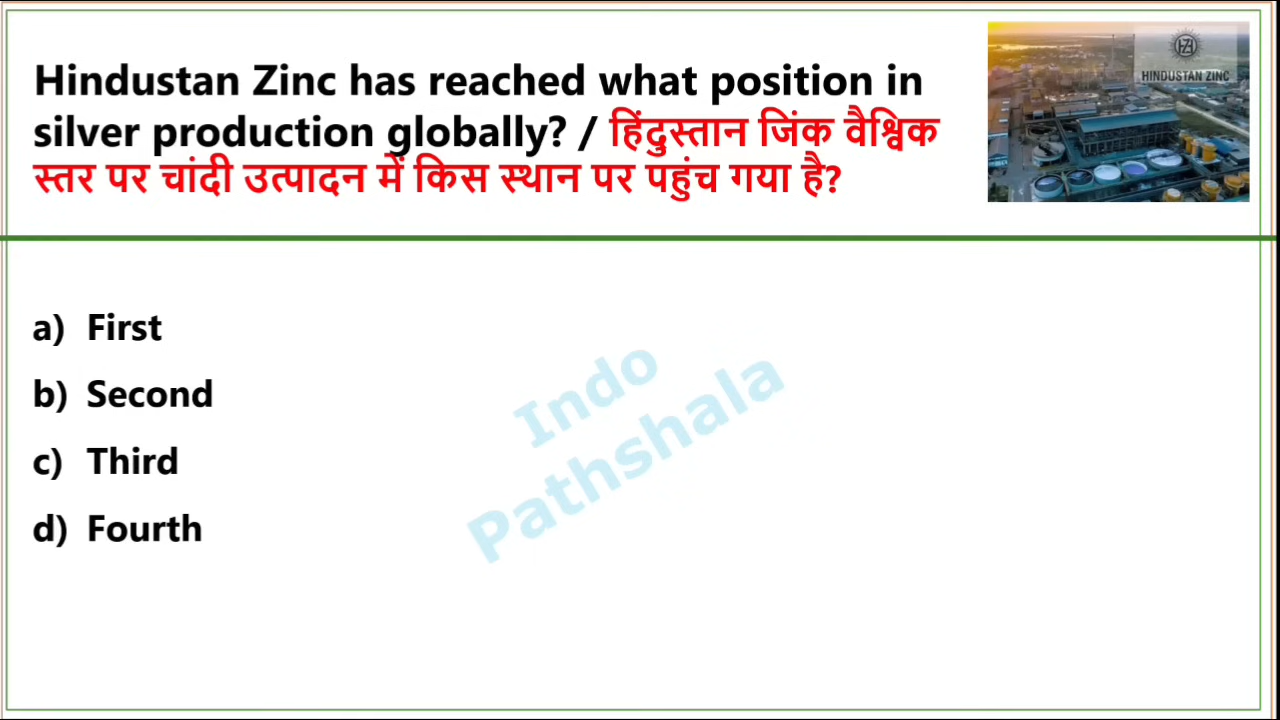 Hindustan Zinc has reached what position in
silver production globally? / हिंदुस्तान जिंक वैश्विक
स्तर पर चांदी उत्पादन में किस स्थान पर पहुंच गया है?
HINDUSTAN ZINC
a) First
b) Second
c) Third
d) Fourth
Indo
Pathshala